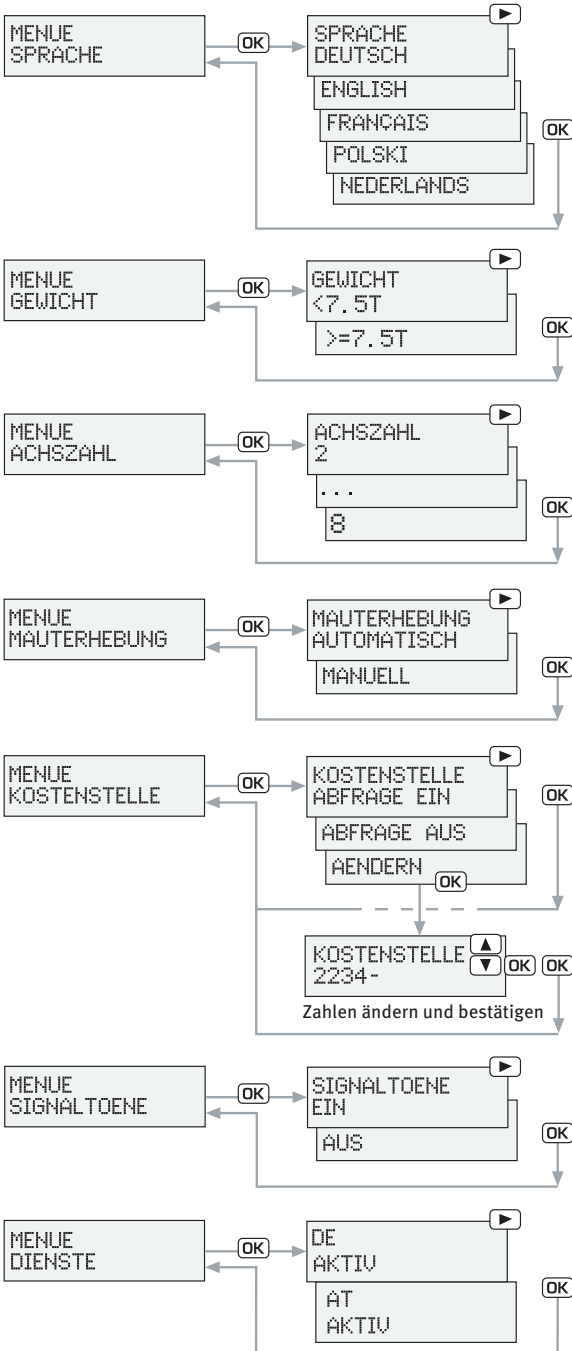 MENUE
SPRACHE
OK
SPRACHE
DEUTSCH
ENGLISH
FRANÇAIS
POLSKI
NEDERLANDS
OK
MENUE
GEWICHT
OK
GEWICHT
<7.5T
>=7.5T
OK
MENUE
ACHSZAHL
OK
ACHSZAHL
2
...
8
OK
MENUE
MAUTERHEBUNG
OK
MAUTERHEBUNG
AUTOMATISCH
MANUELL
OK
MENUE
KOSTENSTELLE
OK
KOSTENSTELLE
ABFRAGE EIN
ABFRAGE AUS
AENDERN
OK
OK
KOSTENSTELLE
2234-
OK OK
Zahlen ändern und bestätigen
MENUE
SIGNALTOENE
OK
SIGNALTOENE
EIN
AUS
OK
MENUE
DIENSTE
OK
DE
AKTIV
AT
AKTIV
OK